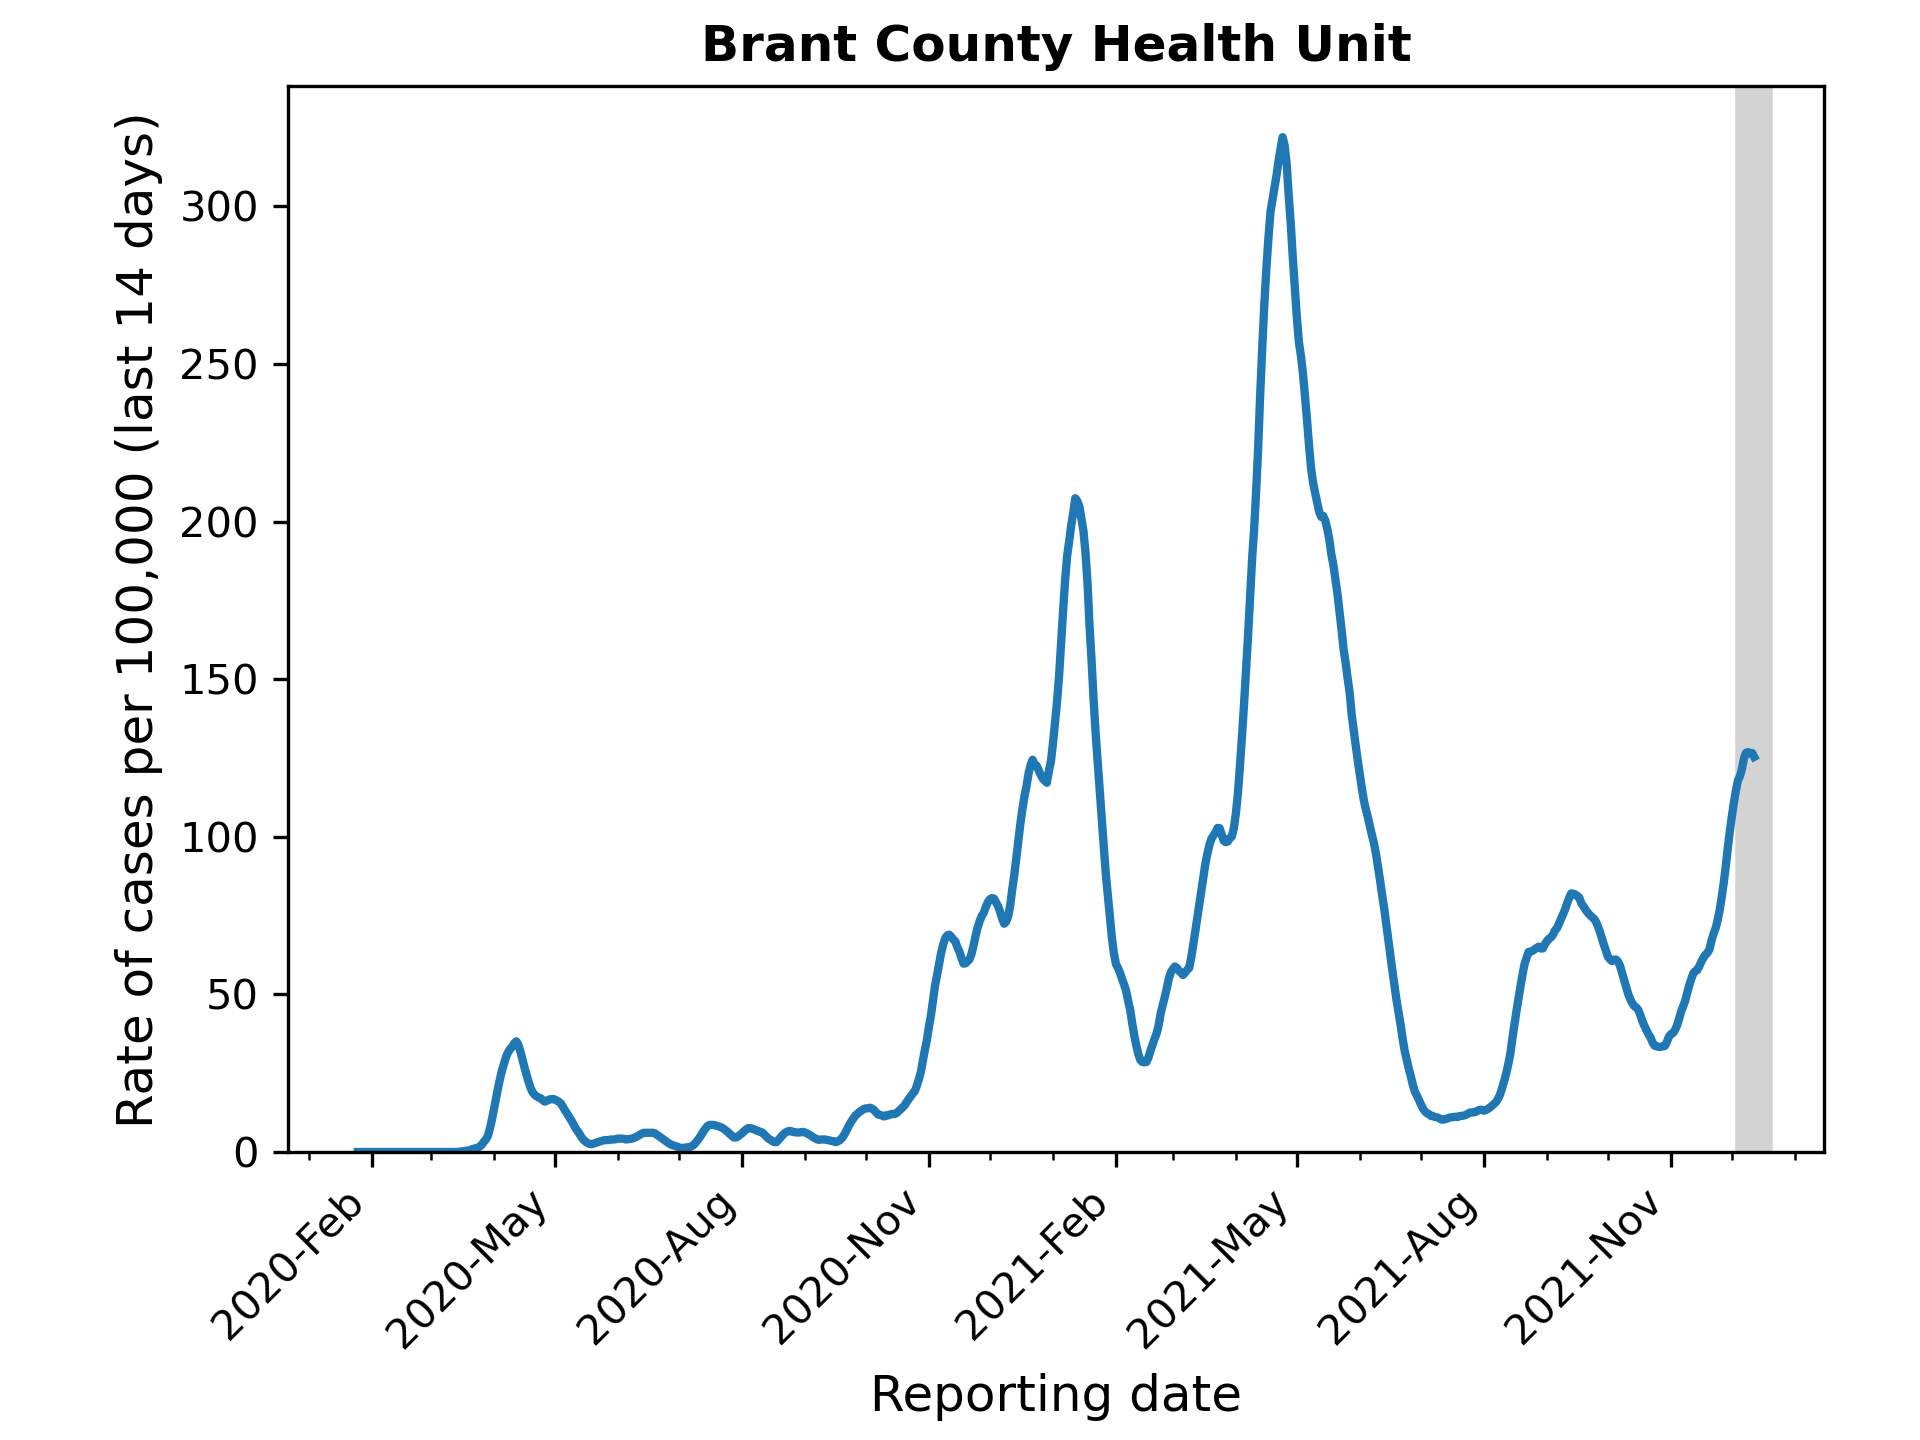 Brant County Health Unit
Rate of cases per 100,000 (last 14 days)
300
250
200
150
100
50
0
2020-Feb
2020-May
2020-Aug
2020-Nov
2021-Feb
2021-May
2021-Aug
2021-Nov
Reporting date